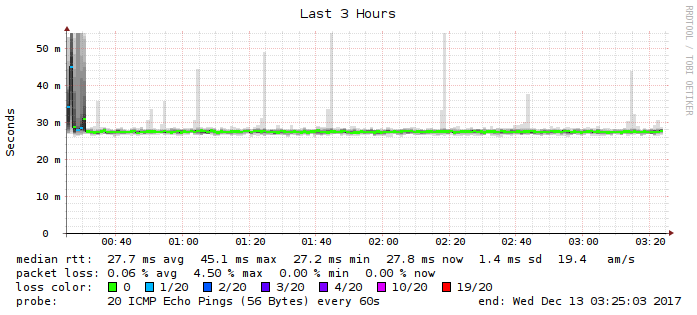 Last 3 Hours
RRDTOOL / TOBI OETIKER
Seconds
50 m
40 m
30 m
20 m
10 m
0
00:40 01:00 01:20 01:40 02:00 02:20 02:40 03:00 03:20
median rtt: 27.7 ms avg 45.1 ms max 27.2 ms min 27.8 ms now 1.4 ms sd 19.4 am/s
packet loss: 0.06 % avg 4.50 % max 0.00 % min 0.00 % now
loss color: 0 1/20 2/20 3/20 4/20 10/20 19/20
probe: 20 ICMP Echo Pings (56 Bytes) every 60s end: Wed Dec 13 03:25:03 2017